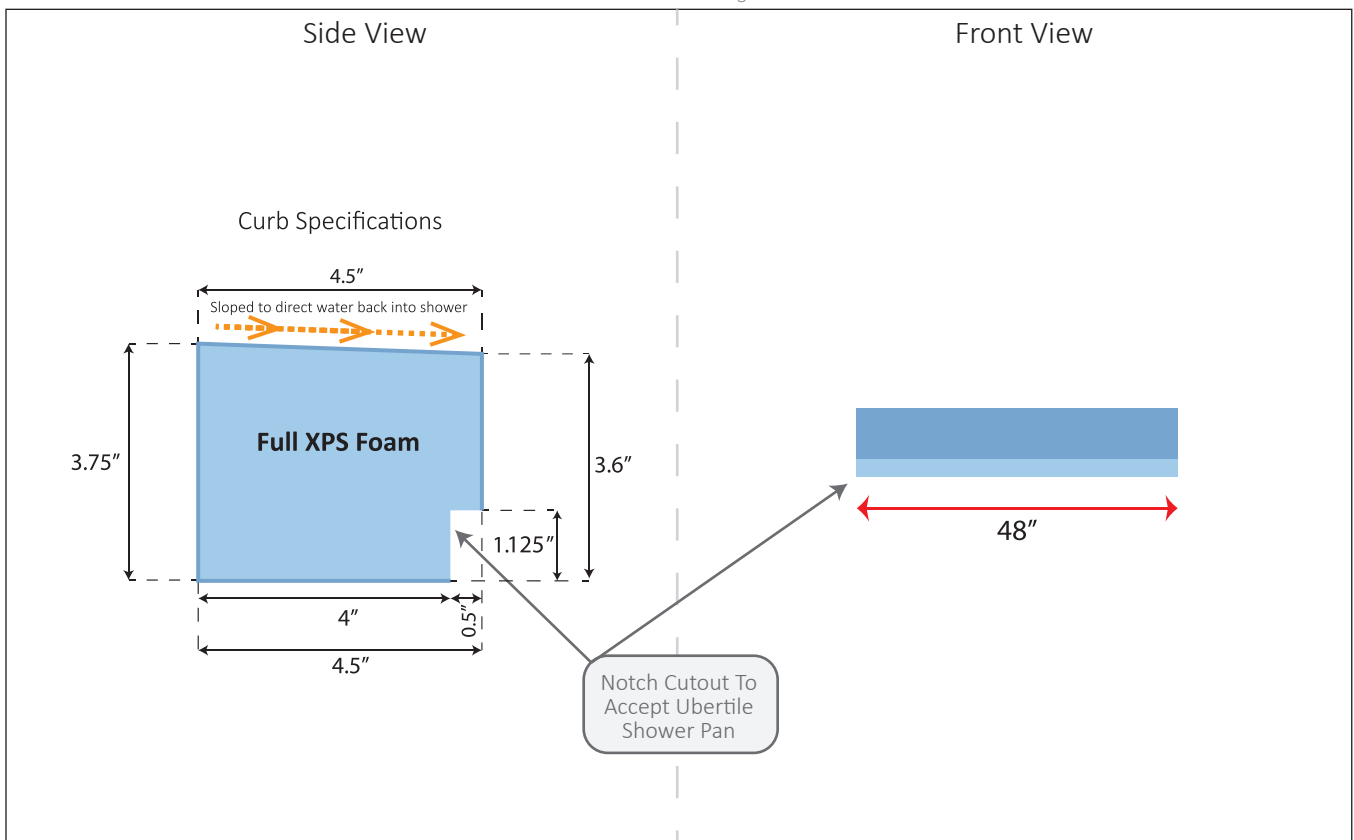 Side View
Front View
Curb Specifications
4.5"
Sloped to direct water back into shower
Full XPS Foam
3.75"
3.6"
1.125"
48"
4"
0.5"
4.5"
Notch Cutout To
Accept Ubertile
Shower Pan